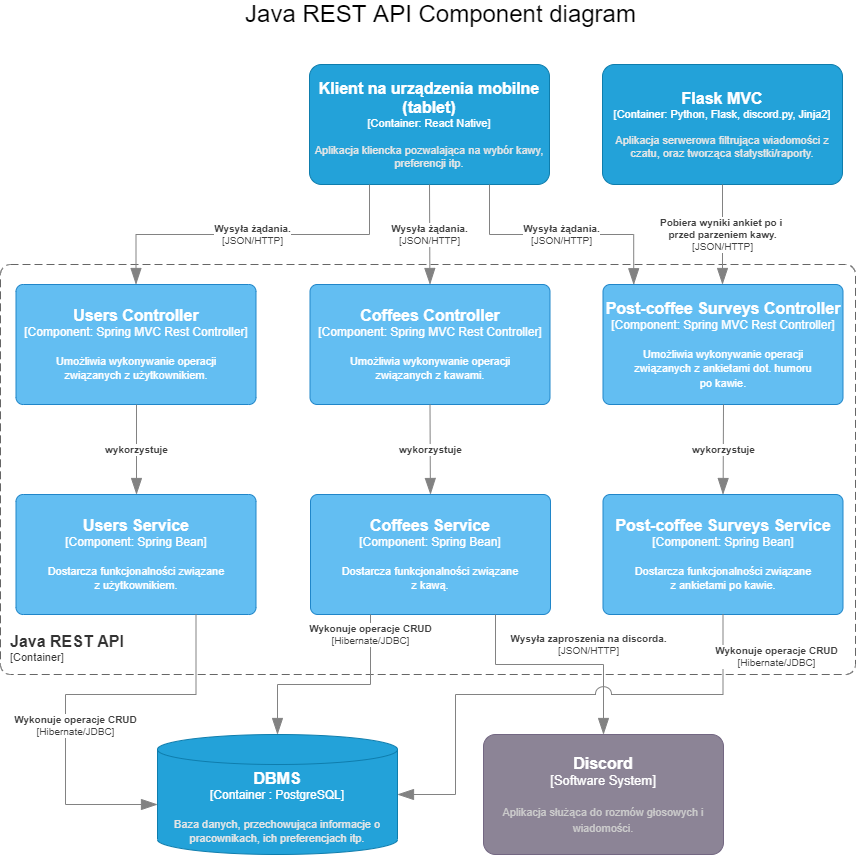 Java REST API Component diagram
Klient na urządzenia mobilne
(tablet)
[Container: React Native]
Aplikacja kliencka pozwalająca na wybór kawy,
preferencji itp.
Flask MVC
[Container: Python, Flask, discord.py, Jinja2]
Aplikacja serwerowa filtrująca wiadomości z
czatu, oraz tworząca statystki/raporty.
Wysyła żądania.
[JSON/HTTP]
Wysyła żądania.
[JSON/HTTP]
Wysyła żądania.
[JSON/HTTP]
Pobiera wyniki ankiet po i
przed parzeniem kawy.
[JSON/HTTP]
Users Controller
[Component: Spring MVC Rest Controller]
Umożliwia wykonywanie operacji
związanych z użytkownikiem.
Coffees Controller
[Component: Spring MVC Rest Controller]
Umożliwia wykonywanie operacji
związanych z kawami.
Post-coffee Surveys Controller
[Component: Spring MVC Rest Controller]
Umożliwia wykonywanie operacji
związanych z ankietami dot. humoru
po kawie.
wykorzystuje
wykorzystuje
wykorzystuje
Users Service
[Component: Spring Bean]
Dostarcza funkcjonalności związane
z użytkownikiem.
Coffees Service
[Component: Spring Bean]
Dostarcza funkcjonalności związane
z kawą.
Post-coffee Surveys Service
[Component: Spring Bean]
Dostarcza funkcjonalności związane
z ankietami po kawie.
Java REST API
[Container]
Wykonuje operacje CRUD
[Hibernate/JDBC]
Wysyła zaproszenia na discorda.
[JSON/HTTP]
Wykonuje operacje CRUD
[Hibernate/JDBC]
Wykonuje operacje CRUD
[Hibernate/JDBC]
DBMS
[Container : PostgreSQL]
Baza danych, przechowująca informacje o
pracownikach, ich preferencjach itp.
Discord
[Software System]
Aplikacja służąca do rozmów głosowych i
wiadomości.